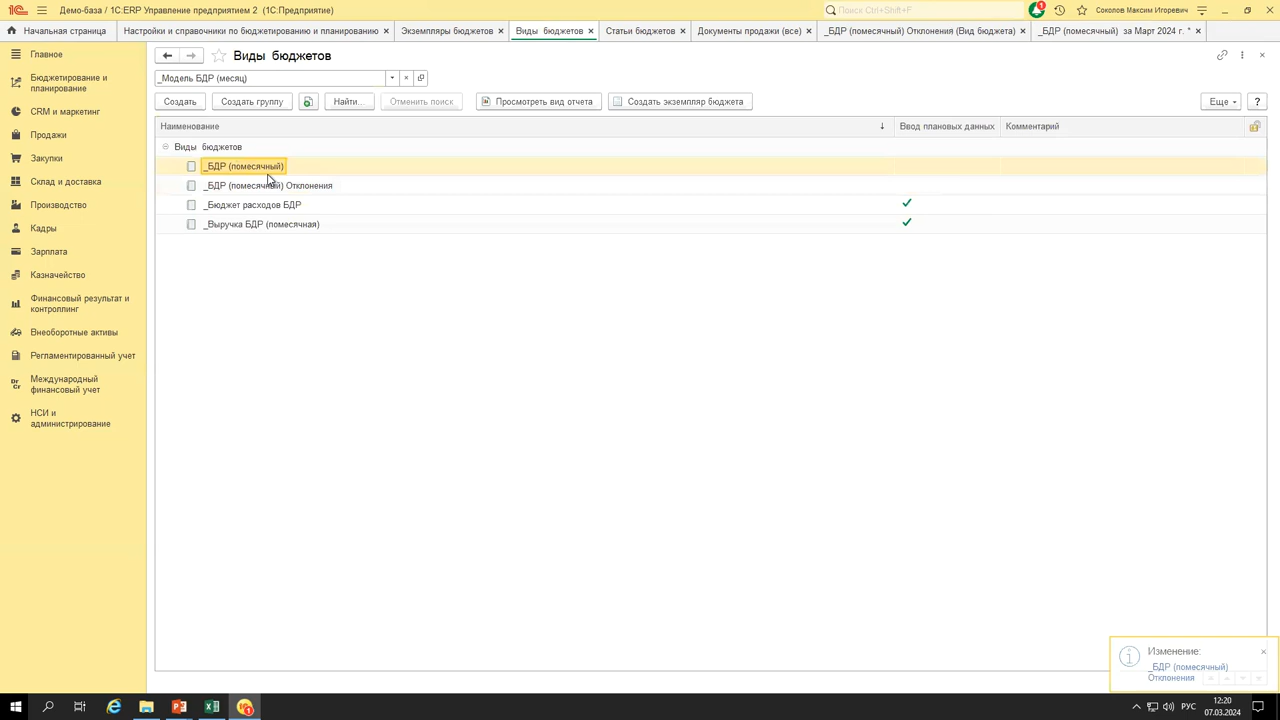 Демо-база / 1С:ERP Управление предприятием 2 (1С:Предприятие)
Поиск Ctrl+Shift+F
1
Соколов Максим Игоревич
Начальная страница
Настройки и справочники по бюджетированию и планированию
Экземпляры бюджетов
Виды бюджетов
Статьи бюджетов
Документы продажи (все)
_БДР (помесячный) Отклонения (Вид бюджета)
_БДР (помесячный) за Март 2024 г. *
Главное
Бюджетирование и
планирование
CRM и маркетинг
Продажи
Закупки
Склад и доставка
Производство
Кадры
Зарплата
Казначейство
Финансовый результат и
контроллинг
Внеоборотные активы
Регламентированный учет
Международный
финансовый учет
НСИ и
администрирование
Виды бюджетов
_Модель БДР (месяц)
Создать
Создать группу
Найти...
Отменить поиск
Просмотреть вид отчета
Создать экземпляр бюджета
Еще
?
Наименование
Ввод плановых данных
Комментарий
Виды бюджетов
_БДР (помесячный)
_БДР (помесячный) Отклонения
_Бюджет расходов БДР
_Выручка БДР (помесячная)
Изменение:
_БДР (помесячный)
Отклонения
РУС
12:20
07.03.2024